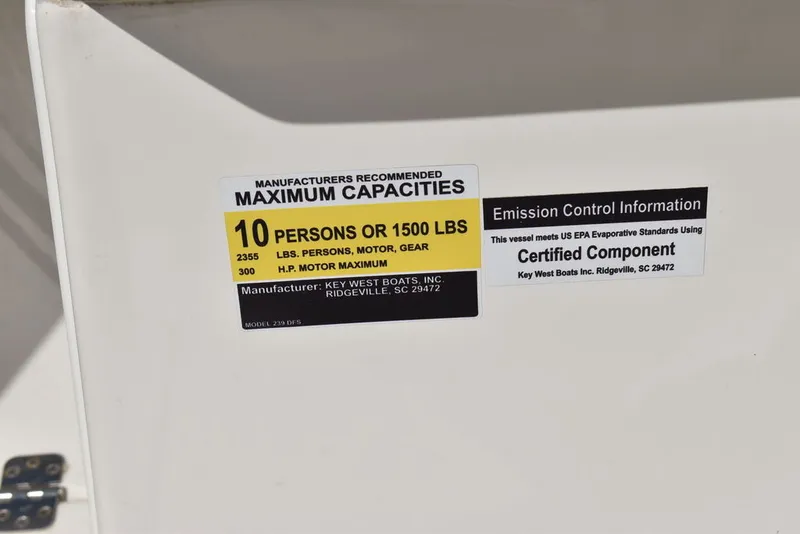 MANUFACTURERS RECOMMENDED
MAXIMUM CAPACITIES
10 PERSONS OR 1500 LBS
2355 LBS. PERSONS, MOTOR, GEAR
300 H.P. MOTOR MAXIMUM
Manufacturer: KEY WEST BOATS, INC.
RIDGEVILLE, SC 29472
MODEL 239 DFS
Emission Control Information
This vessel meets US EPA Evaporative Standards Using
Certified Component
Key West Boats Inc. Ridgeville, SC 29472